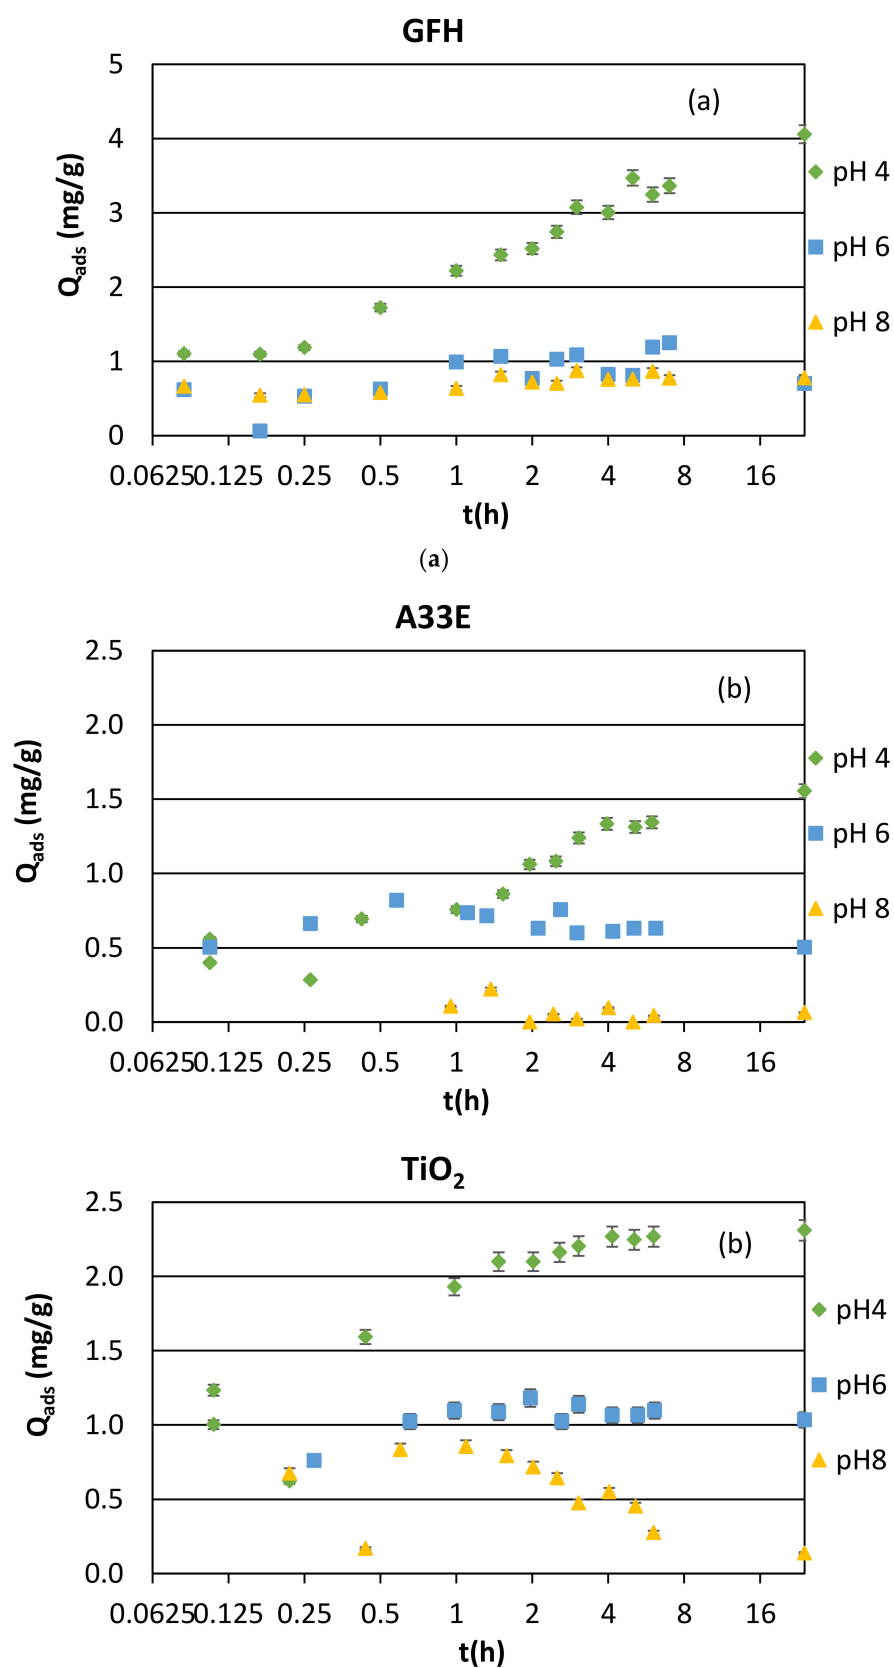 GFH
5
(a)
4
pH 4
3
Qads (mg/g)
pH 6
2
pH 8
1
0
0.0625 0.125 0.25 0.5 1 2 4 8 16
t(h)
(a)
A33E
2.5
(b)
2.0
pH 4
1.5
Qads (mg/g)
pH 6
1.0
pH 8
0.5
0.0
0.0625 0.125 0.25 0.5 1 2 4 8 16
t(h)
TiO2
2.5
(b)
2.0
pH4
1.5
Qads (mg/g)
pH6
1.0
pH8
0.5
0.0
0.0625 0.125 0.25 0.5 1 2 4 8 16
t(h)